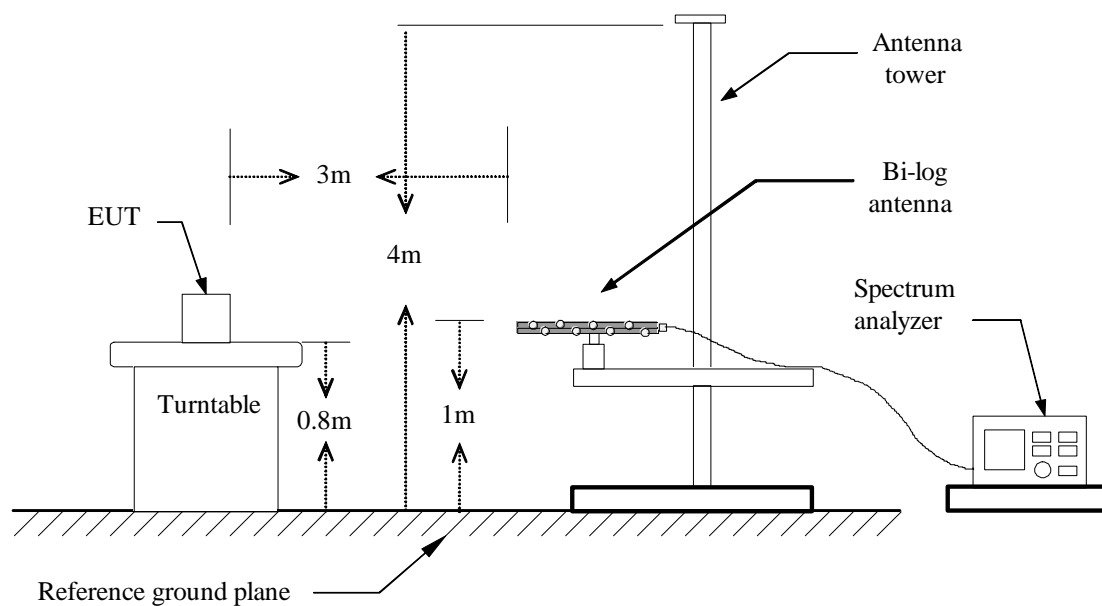 Antenna
tower
3m
Bi-log
antenna
EUT
4m
Spectrum
analyzer
Turntable
0.8m
1m
Reference ground plane